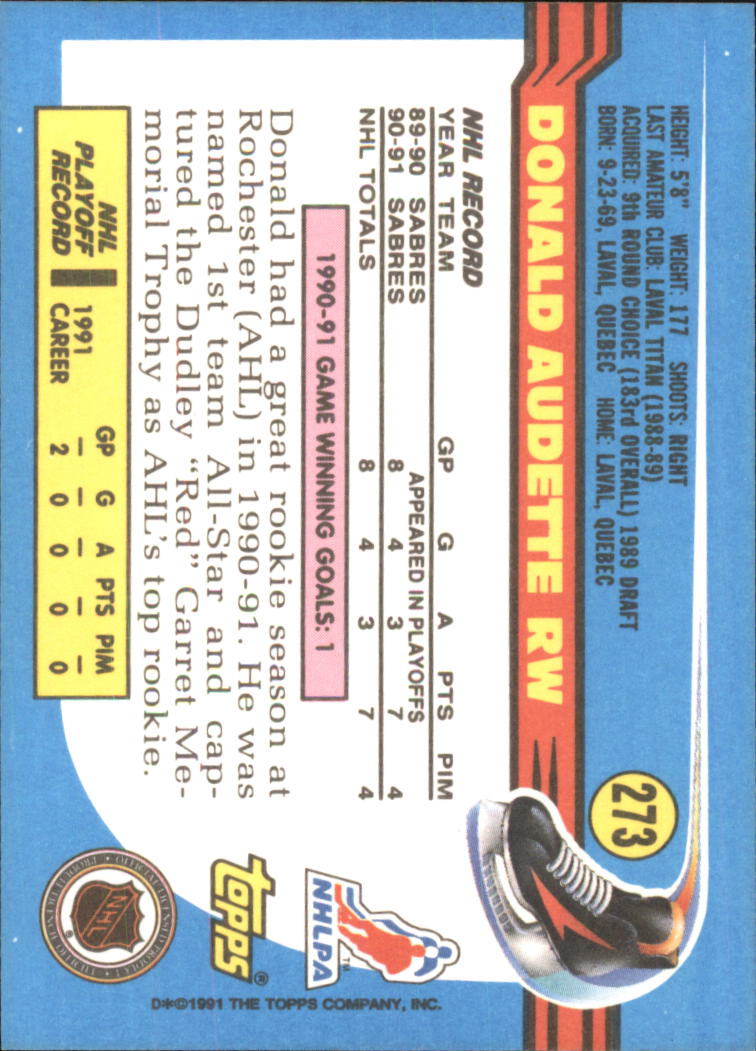 HEIGHT: 5'8" WEIGHT: 177 SHOOTS: RIGHT
LAST AMATEUR CLUB: LAVAL TITAN (1988-89)
ACQUIRED: 9th ROUND CHOICE (183rd OVERALL) 1989 DRAFT
BORN: 9-23-69, LAVAL, QUEBEC HOME: LAVAL, QUEBEC
273
DONALD AUDETTE RW
NHL RECORD
YEAR TEAM GP G A PTS PIM
89-90 SABRES APPEARED IN PLAYOFFS
90-91 SABRES 8 4 3 7 4
NHL TOTALS 8 4 3 7 4
1990-91 GAME WINNING GOALS: 1
Donald had a great rookie season at
Rochester (AHL) in 1990-91. He was
named 1st team All-Star and cap-
tured the Dudley “Red” Garret Me-
morial Trophy as AHL's top rookie.
NHL PLAYOFF RECORD
GP G A PTS PIM
1991 – – – – –
CAREER 2 0 0 0 0
NHLPA
TM
topps®
NHL
®
OFFICIAL LICENSED PRODUCT
D*©1991 THE TOPPS COMPANY, INC.